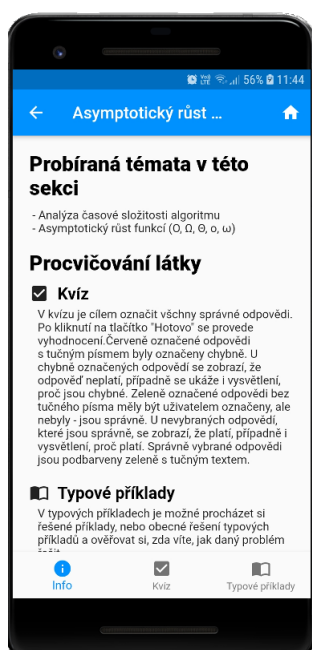 56% 11:44
Asymptotický růst ...
Probíraná témata v této
sekci
- Analýza časové složitosti algoritmu
- Asymptotický růst funkcí (O, Ω, Θ, o, ω)
Procvičování látky
Kvíz
V kvízu je cílem označit všchny správné odpovědi.
Po kliknutí na tlačítko "Hotovo" se provede
vyhodnocení.Červeně označené odpovědi
s tučným písmem byly označeny chybně. U
chybně označených odpovědí se zobrazí, že
odpověď neplatí, případně se ukáže i vysvětlení,
proč jsou chybné. Zeleně označené odpovědi bez
tučného písma měly být uživatelem označeny, ale
nebyly - jsou správně. U nevybraných odpovědí,
které jsou správně, se zobrazí, že platí, případně i
vysvětlení, proč platí. Správně vybrané odpovědi
jsou podbarveny zeleně s tučným textem.
Typové příklady
V typových příkladech je možné procházet si
řešené příklady, nebo obecné řešení typových
příkladů a ověřovat si, zda víte, jak daný problém
Info
Kvíz
Typové příklady